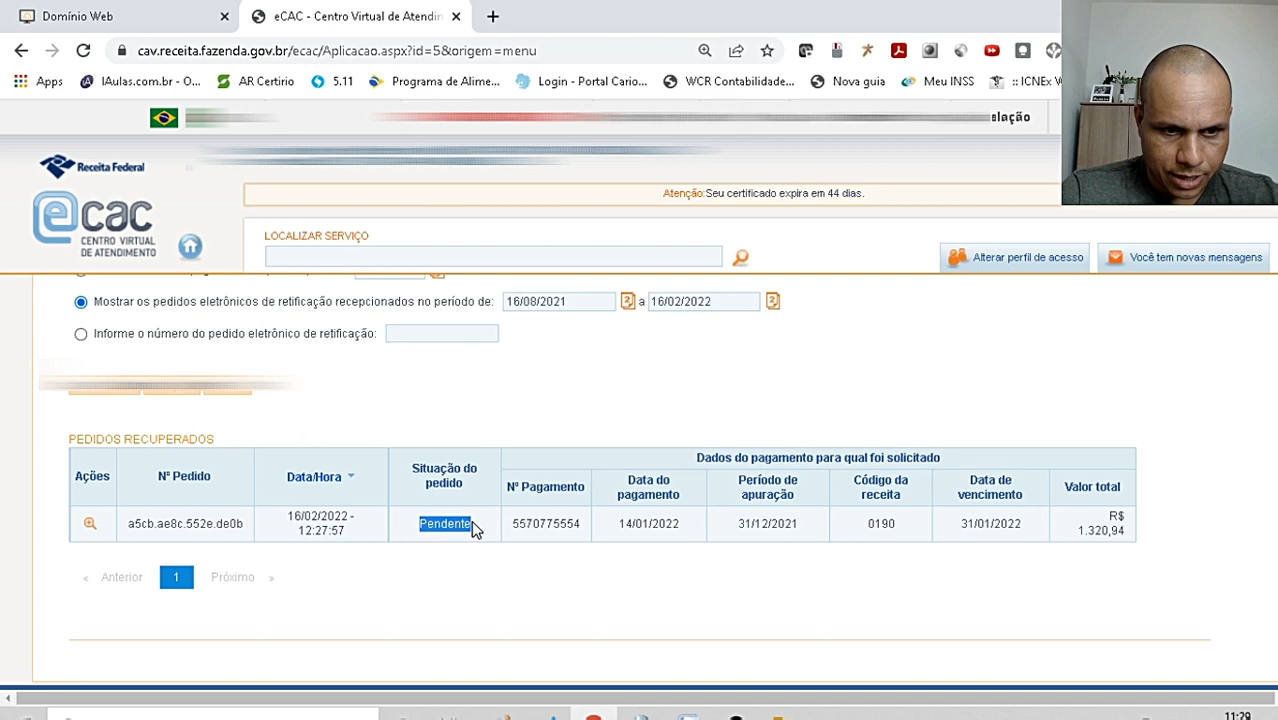 Domínio Web
eCAC - Centro Virtual de Atendin
cav.receita.fazenda.gov.br/ecac/Aplicacao.aspx?id=5&origem=menu
Apps
IAulas.com.br - O...
AR Certirio
5.11
Programa de Alime...
Login - Portal Cario...
WCR Contabilidade...
Nova guia
Meu INSS
:: ICNEx V
slação
Receita Federal
Atenção:Seu certificado expira em 44 dias.
ecac
CENTRO VIRTUAL
DE ATENDIMENTO
LOCALIZAR SERVIÇO
Alterar perfil de acesso
Você tem novas mensagens
Mostrar os pedidos eletrônicos de retificação recepcionados no período de: 16/08/2021 a 16/02/2022
Informe o número do pedido eletrônico de retificação:
PEDIDOS RECUPERADOS
Ações
Nº Pedido
Data/Hora
Situação do
pedido
Dados do pagamento para qual foi solicitado
Nº Pagamento
Data do
pagamento
Período de
apuração
Código da
receita
Data de
vencimento
Valor total
a5cb.ae8c.552e.de0b
16/02/2022 -
12:27:57
Pendente
5570775554
14/01/2022
31/12/2021
0190
31/01/2022
R$
1.320,94
« Anterior 1 Próximo »
11:29